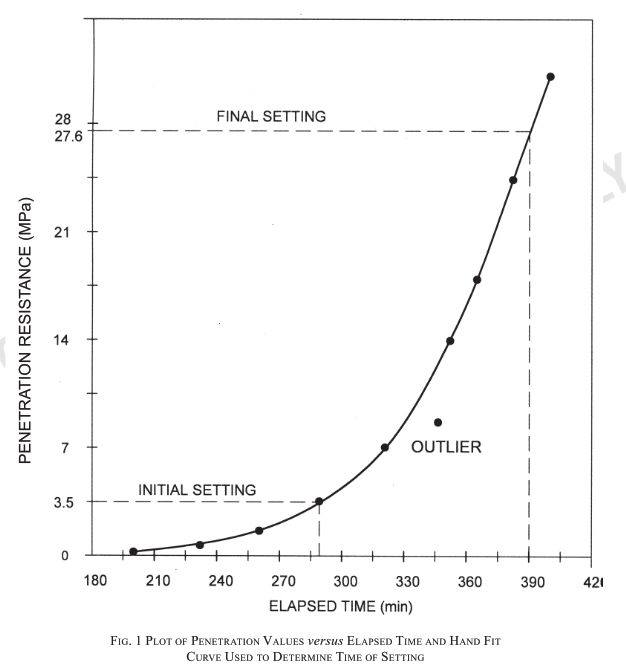 FINAL SETTING
28
27.6
21
14
7
3.5
0
PENETRATION RESISTANCE (MPa)
INITIAL SETTING
OUTLIER
180 210 240 270 300 330 360 390 420
ELAPSED TIME (min)
FIG. 1 PLOT OF PENETRATION VALUES versus ELAPSED TIME AND HAND FIT
CURVE USED TO DETERMINE TIME OF SETTING